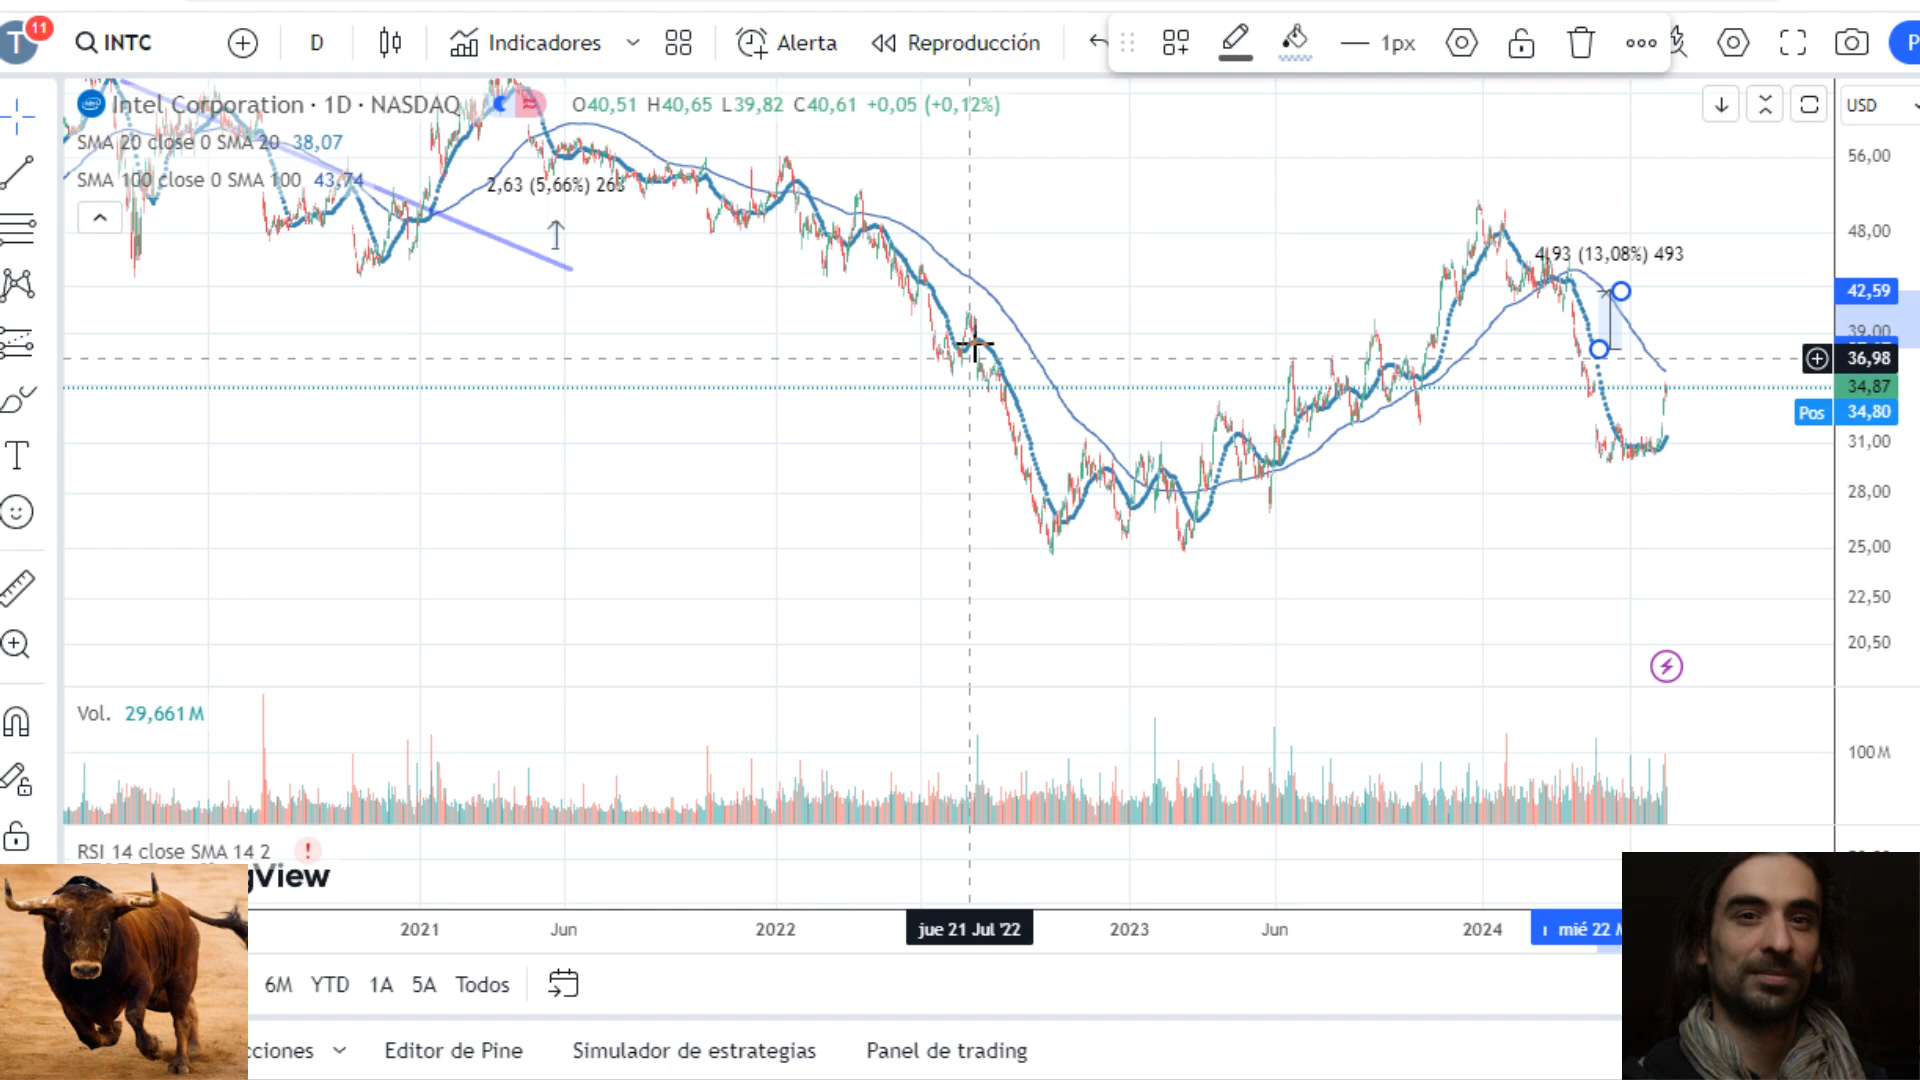 T 11 INTC D Indicadores Alerta Reproducción 1px P
Intel Corporation · 1D · NASDAQ O40,51 H40,65 L39,82 C40,61 +0,05 (+0,12%)
USD
SMA 20 close 0 SMA 20 38,07
SMA 100 close 0 SMA 100 43,74
2,63 (5,66%) 263
4,93 (13,08%) 493
56,00
48,00
42,59
39,00
36,98
34,87
Pos 34,80
31,00
28,00
25,00
22,50
20,50
Vol. 29,661M
100M
RSI 14 close SMA 14 2 !
View
2021 Jun 2022 jue 21 Jul '22 2023 Jun 2024 mié 22
6M YTD 1A 5A Todos
cciones Editor de Pine Simulador de estrategias Panel de trading